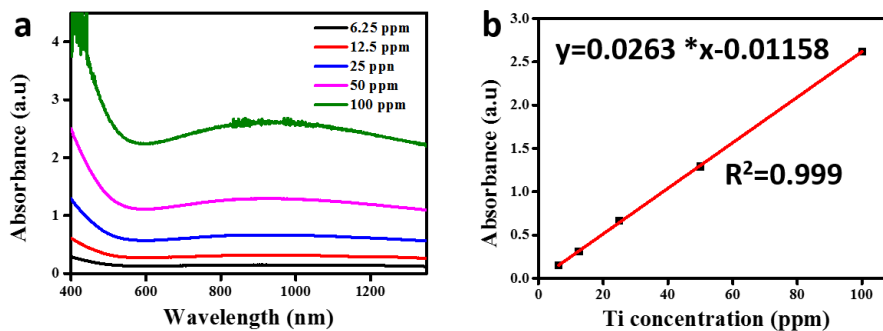 a
6.25 ppm
12.5 ppm
25 ppn
50 ppm
100 ppm
4
3
2
1
0
Absorbance (a.u)
400 600 800 1000 1200
Wavelength (nm)
b
y=0.0263 *x-0.01158
R²=0.999
3.0
2.5
2.0
1.5
1.0
0.5
0.0
Absorbance (a.u)
0 20 40 60 80 100
Ti concentration (ppm)